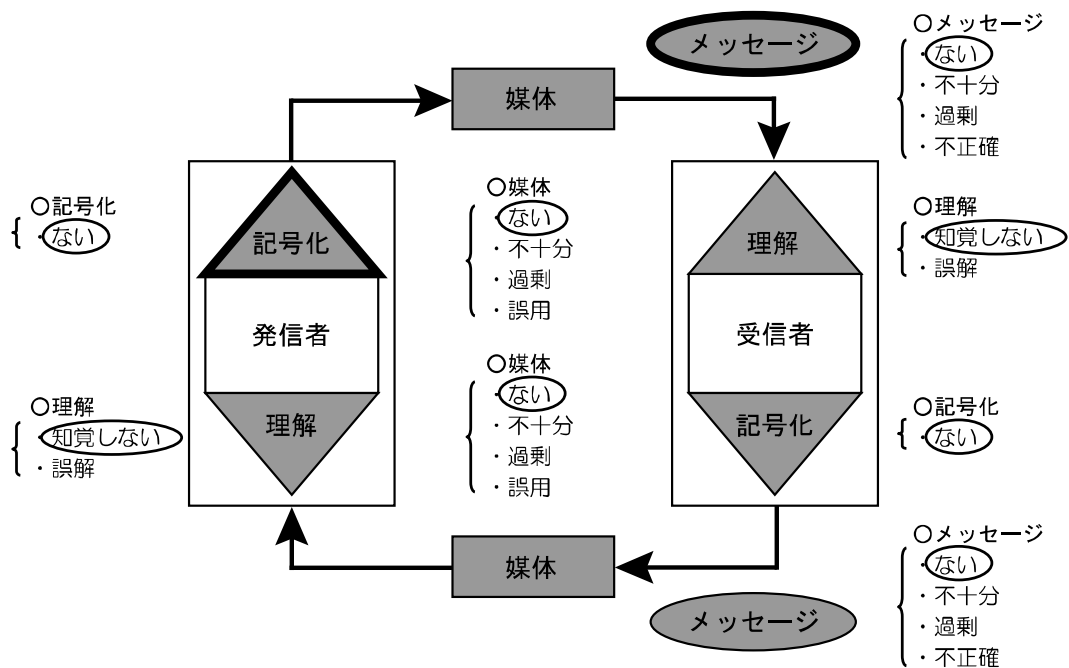 メッセージ
○メッセージ
・ない
・不十分
・過剰
・不正確
媒体
○記号化
・ない
記号化
○媒体
・ない
・不十分
・過剰
・誤用
理解
○理解
・知覚しない
・誤解
発信者
受信者
○理解
・知覚しない
・誤解
理解
○媒体
・ない
・不十分
・過剰
・誤用
記号化
○記号化
・ない
媒体
メッセージ
○メッセージ
・ない
・不十分
・過剰
・不正確